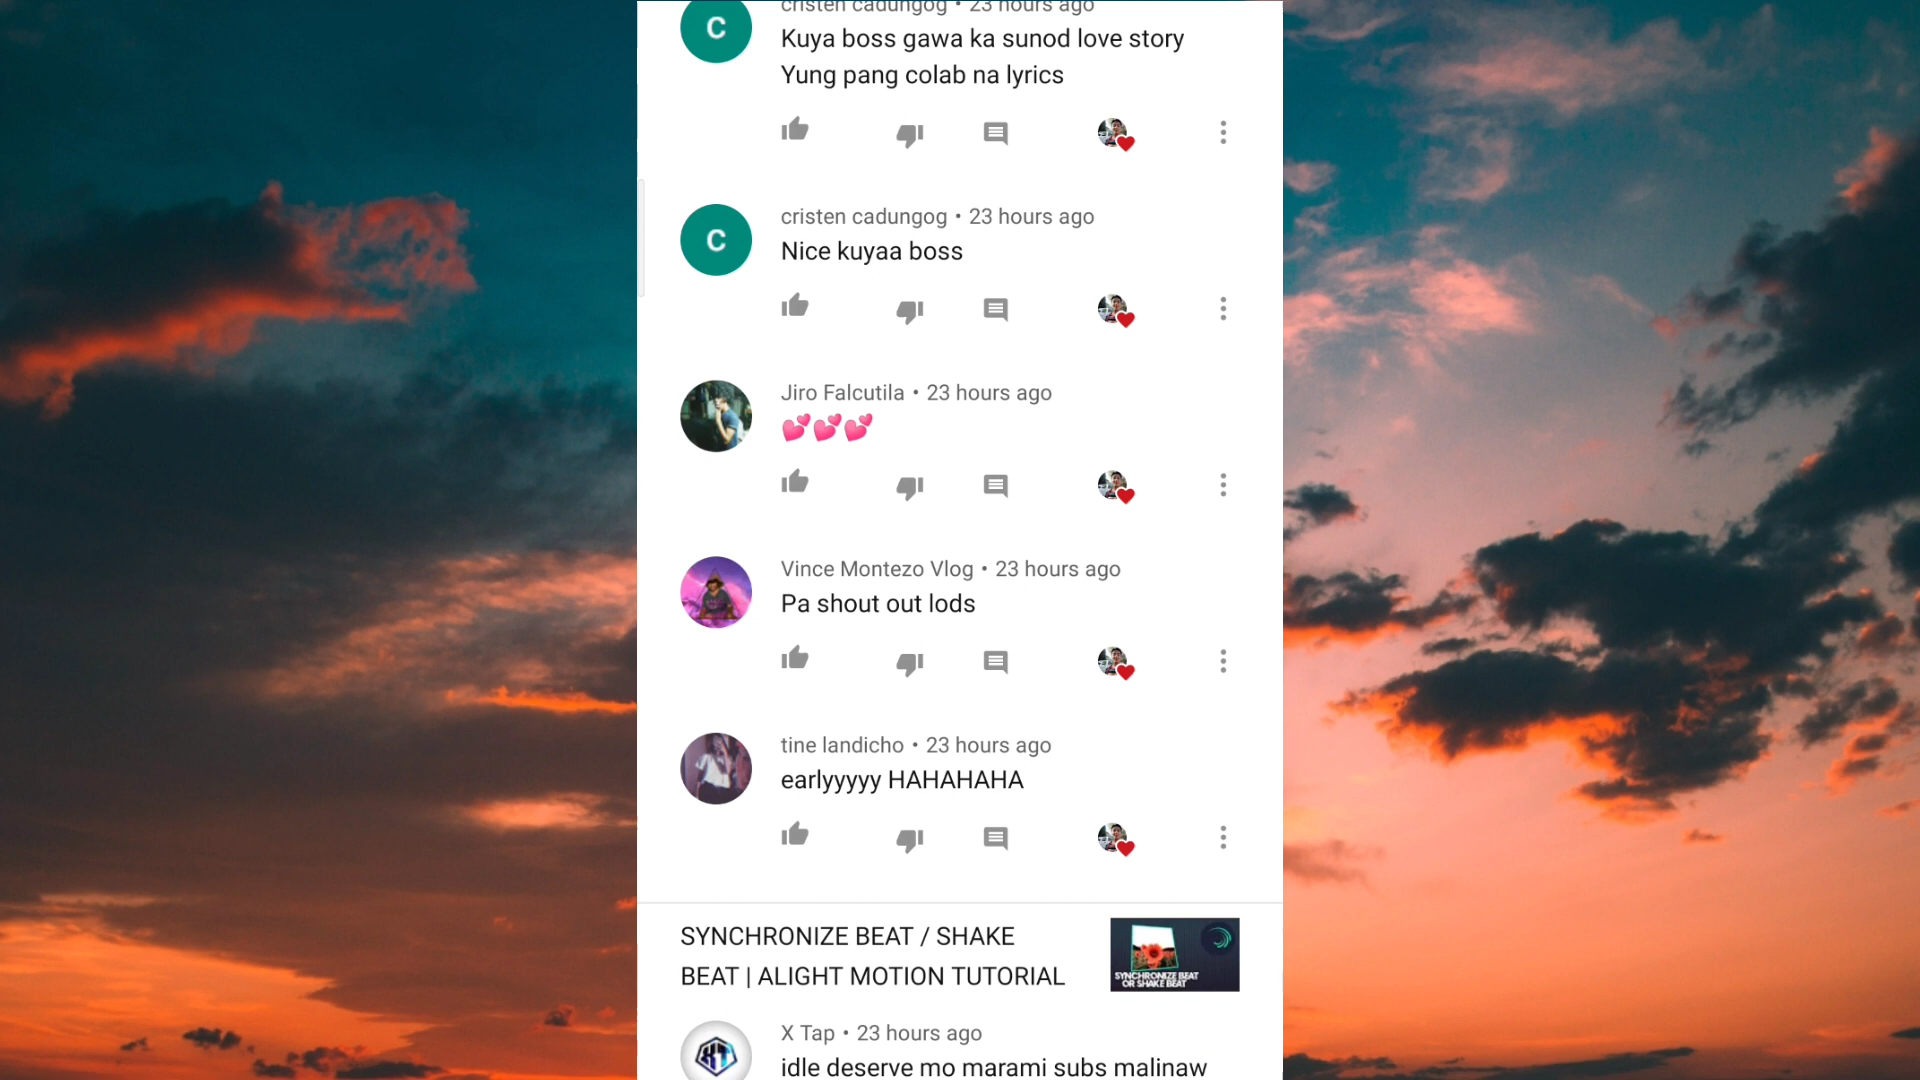 cristen cadungog • 23 hours ago
Kuya boss gawa ka sunod love story
Yung pang colab na lyrics
C
cristen cadungog • 23 hours ago
Nice kuyaa boss
C
Jiro Falcutila • 23 hours ago
💕💕💕
Vince Montezo Vlog • 23 hours ago
Pa shout out lods
tine landicho • 23 hours ago
earlyyyyy HAHAHAHA
SYNCHRONIZE BEAT / SHAKE
BEAT | ALIGHT MOTION TUTORIAL
SYNCHRONIZE BEAT
OR SHAKE BEAT
X Tap • 23 hours ago
XT
idle deserve mo marami subs malinaw